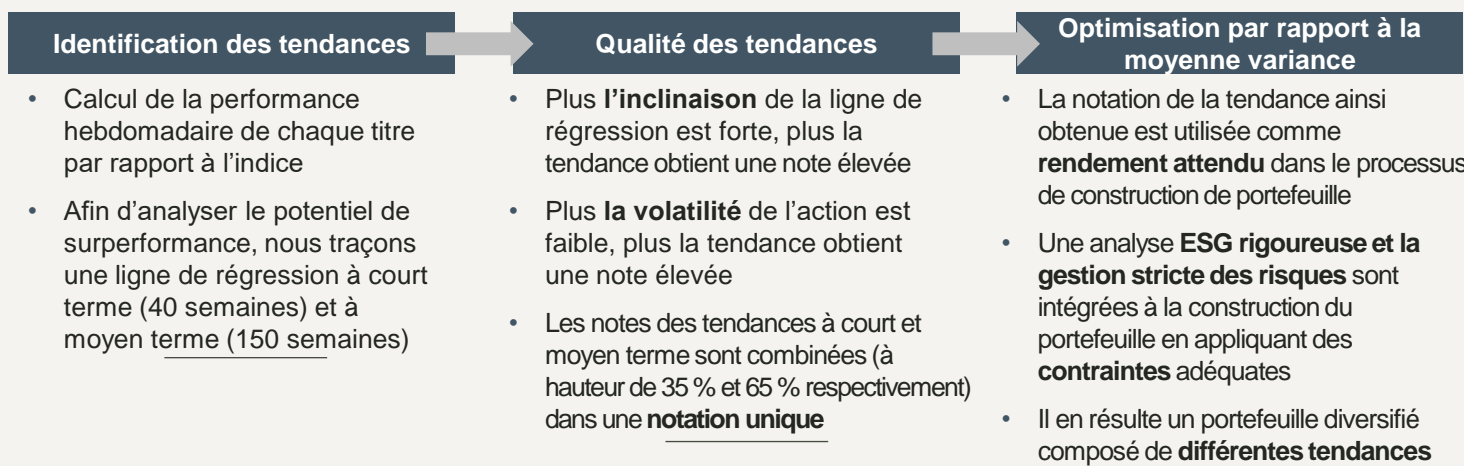 Identification des tendances
Calcul de la performance
hebdomadaire de chaque titre
par rapport à l’indice
Afin d’analyser le potentiel de
surperformance, nous traçons
une ligne de régression à court
terme (40 semaines) et à
moyen terme (150 semaines)
Qualité des tendances
Plus l’inclinaison de la ligne de
régression est forte, plus la
tendance obtient une note élevée
Plus la volatilité de l’action est
faible, plus la tendance obtient
une note élevée
Les notes des tendances à court et
moyen terme sont combinées (à
hauteur de 35 % et 65 % respectivement)
dans une notation unique
Optimisation par rapport à la
moyenne variance
La notation de la tendance ainsi
obtenue est utilisée comme
rendement attendu dans le processus
de construction de portefeuille
Une analyse ESG rigoureuse et la
gestion stricte des risques sont
intégrées à la construction du
portefeuille en appliquant des
contraintes adéquates
Il en résulte un portefeuille diversifié
composé de différentes tendances